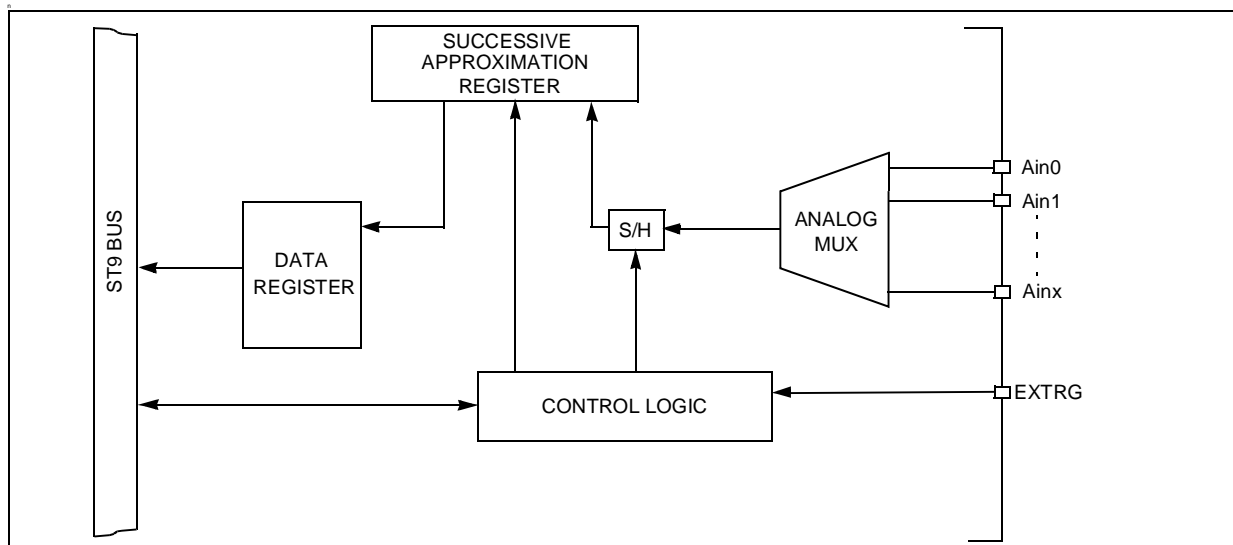 n
SUCCESSIVE
APPROXIMATION
REGISTER
ST9 BUS
DATA
REGISTER
S/H
ANALOG
MUX
Ain0
Ain1
Ainx
CONTROL LOGIC
EXTRG